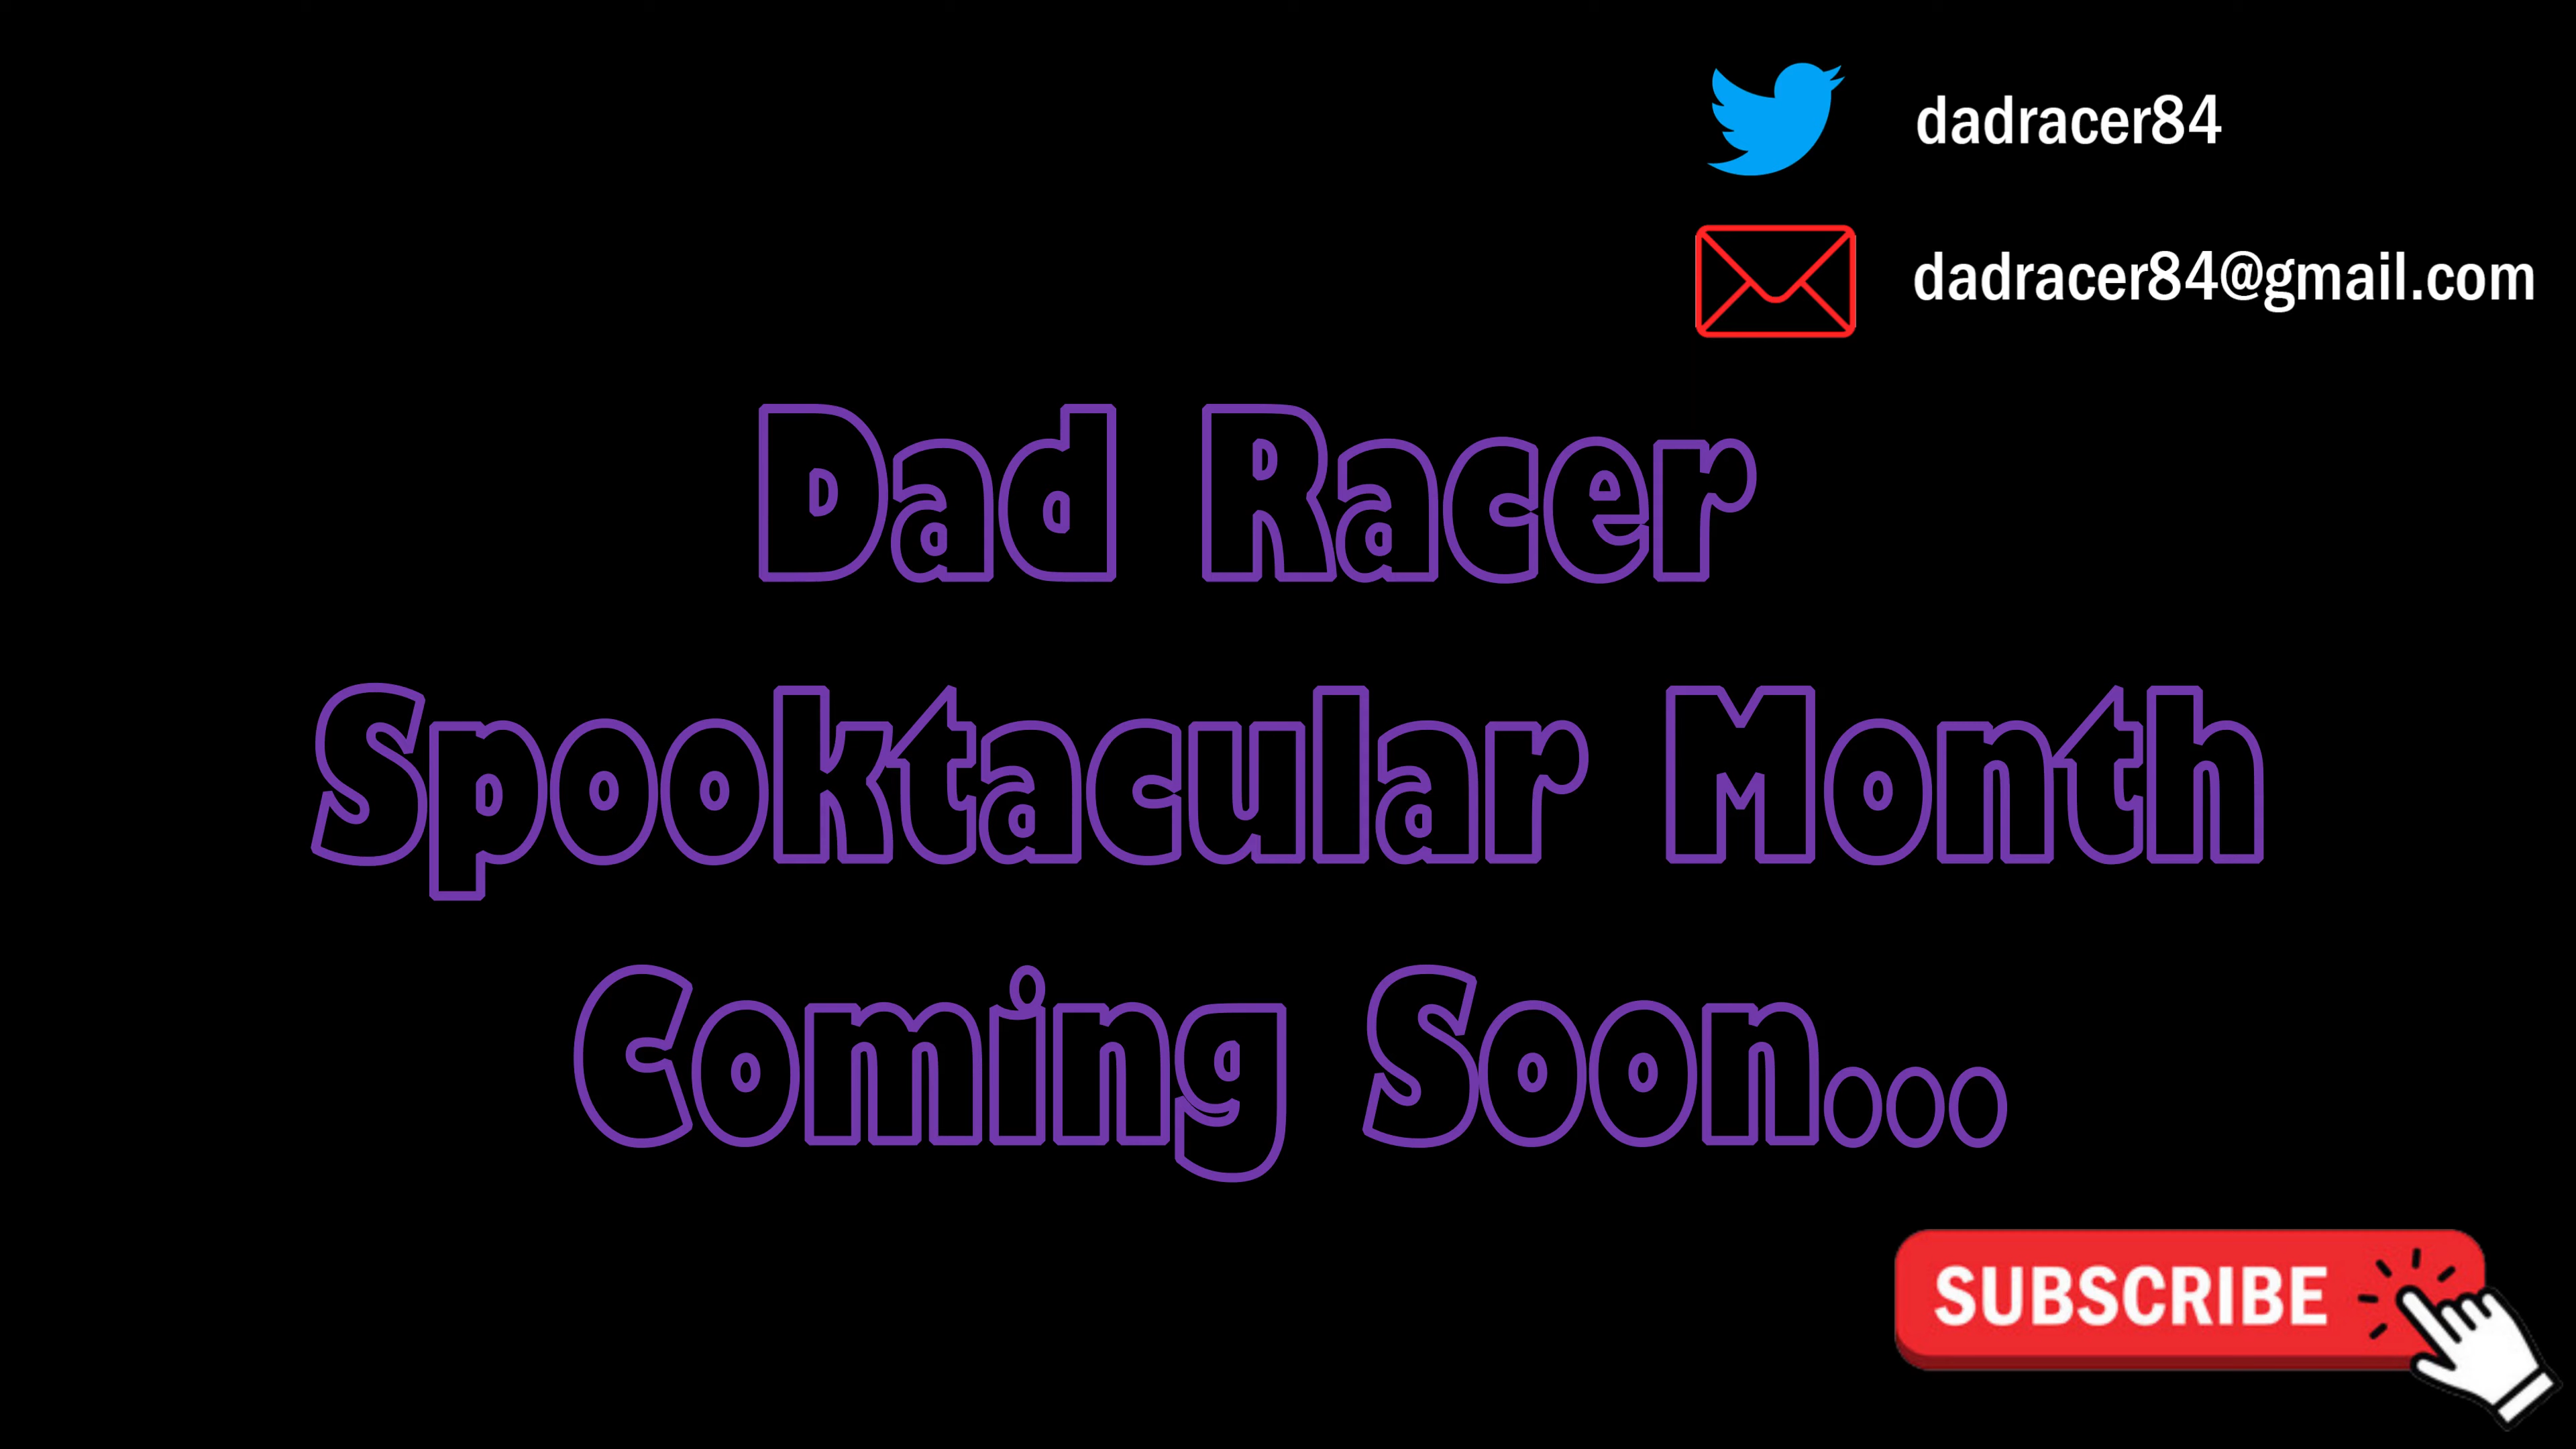 dadracer84
dadracer84@gmail.com
Dad Racer
Spooktacular Month
Coming Soon...
SUBSCRIBE